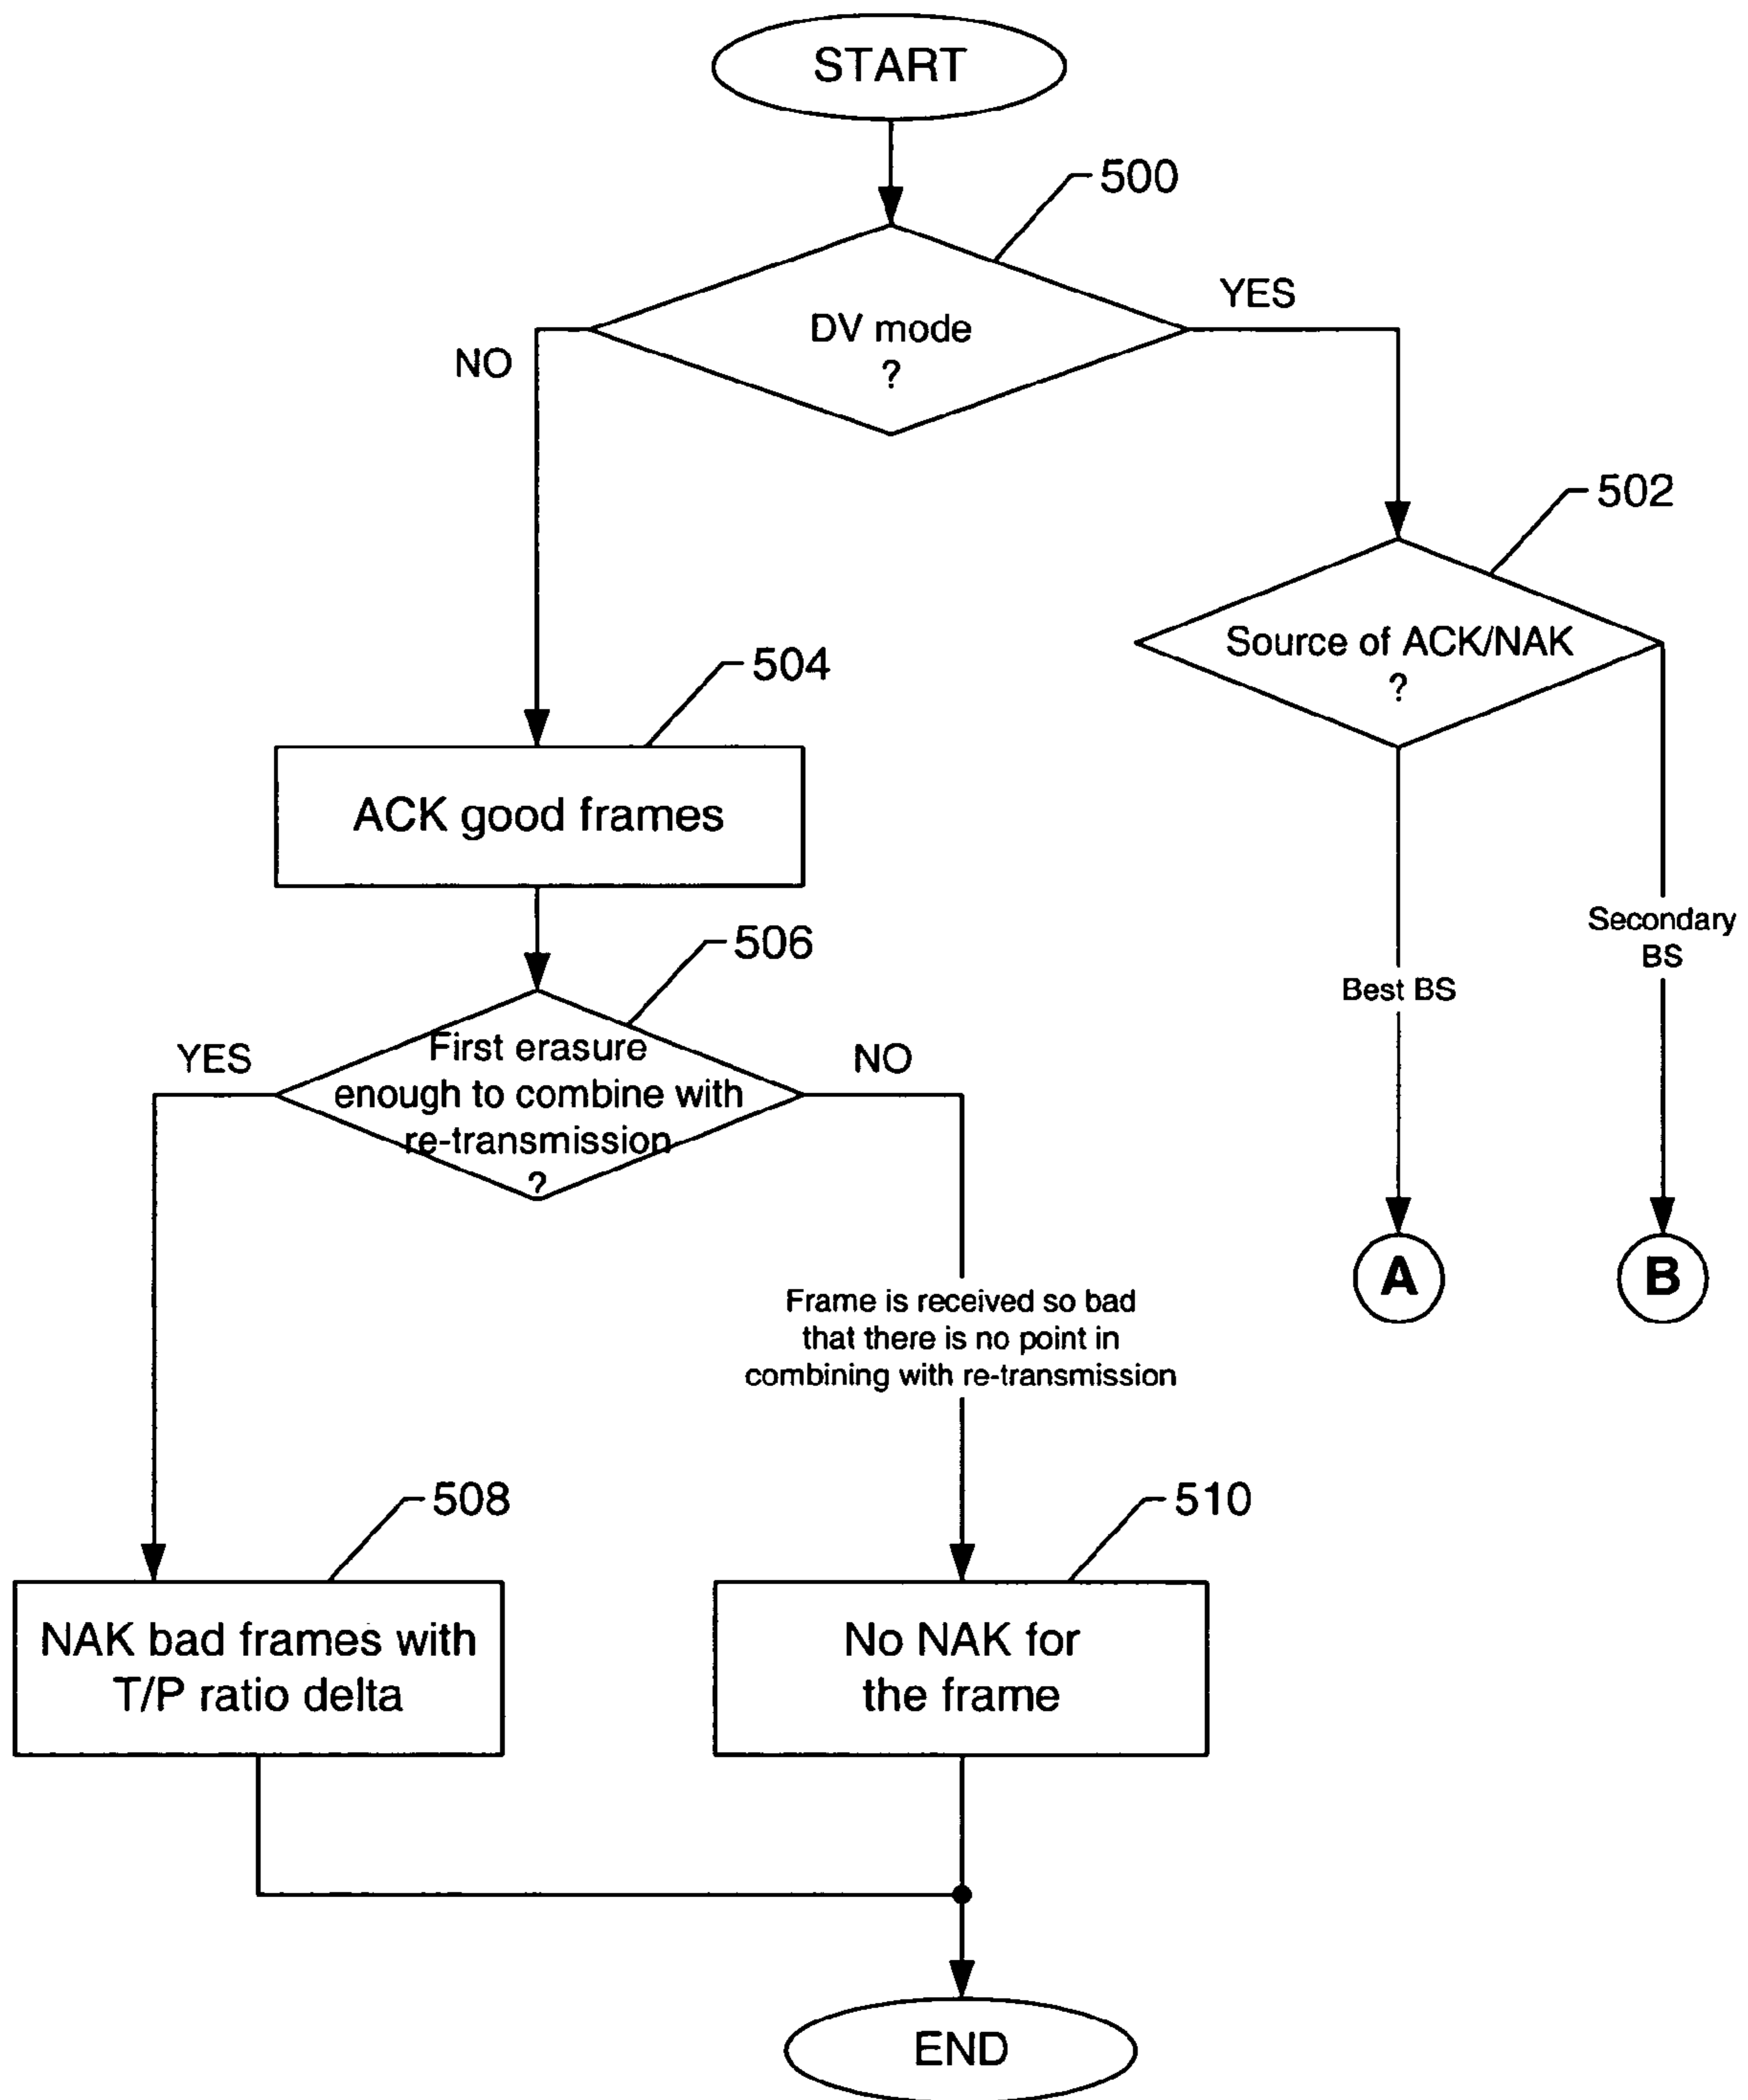 START
500
DV mode
?
YES
NO
502
Source of ACK/NAK
?
504
ACK good frames
Secondary
BS
506
Best BS
First erasure
enough to combine with
re-transmission
?
YES
NO
A
B
Frame is received so bad
that there is no point in
combining with re-transmission
508
510
NAK bad frames with
T/P ratio delta
No NAK for
the frame
END